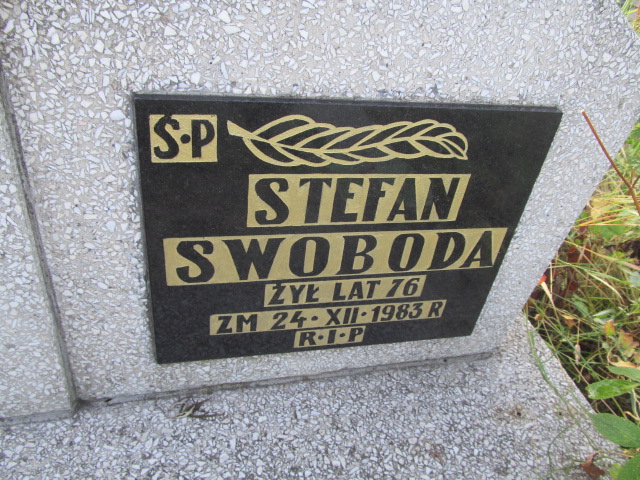 Ś·P
STEFAN
SWOBODA
ŻYŁ LAT 76
ZM 24·XII·1983 R
R·I·P